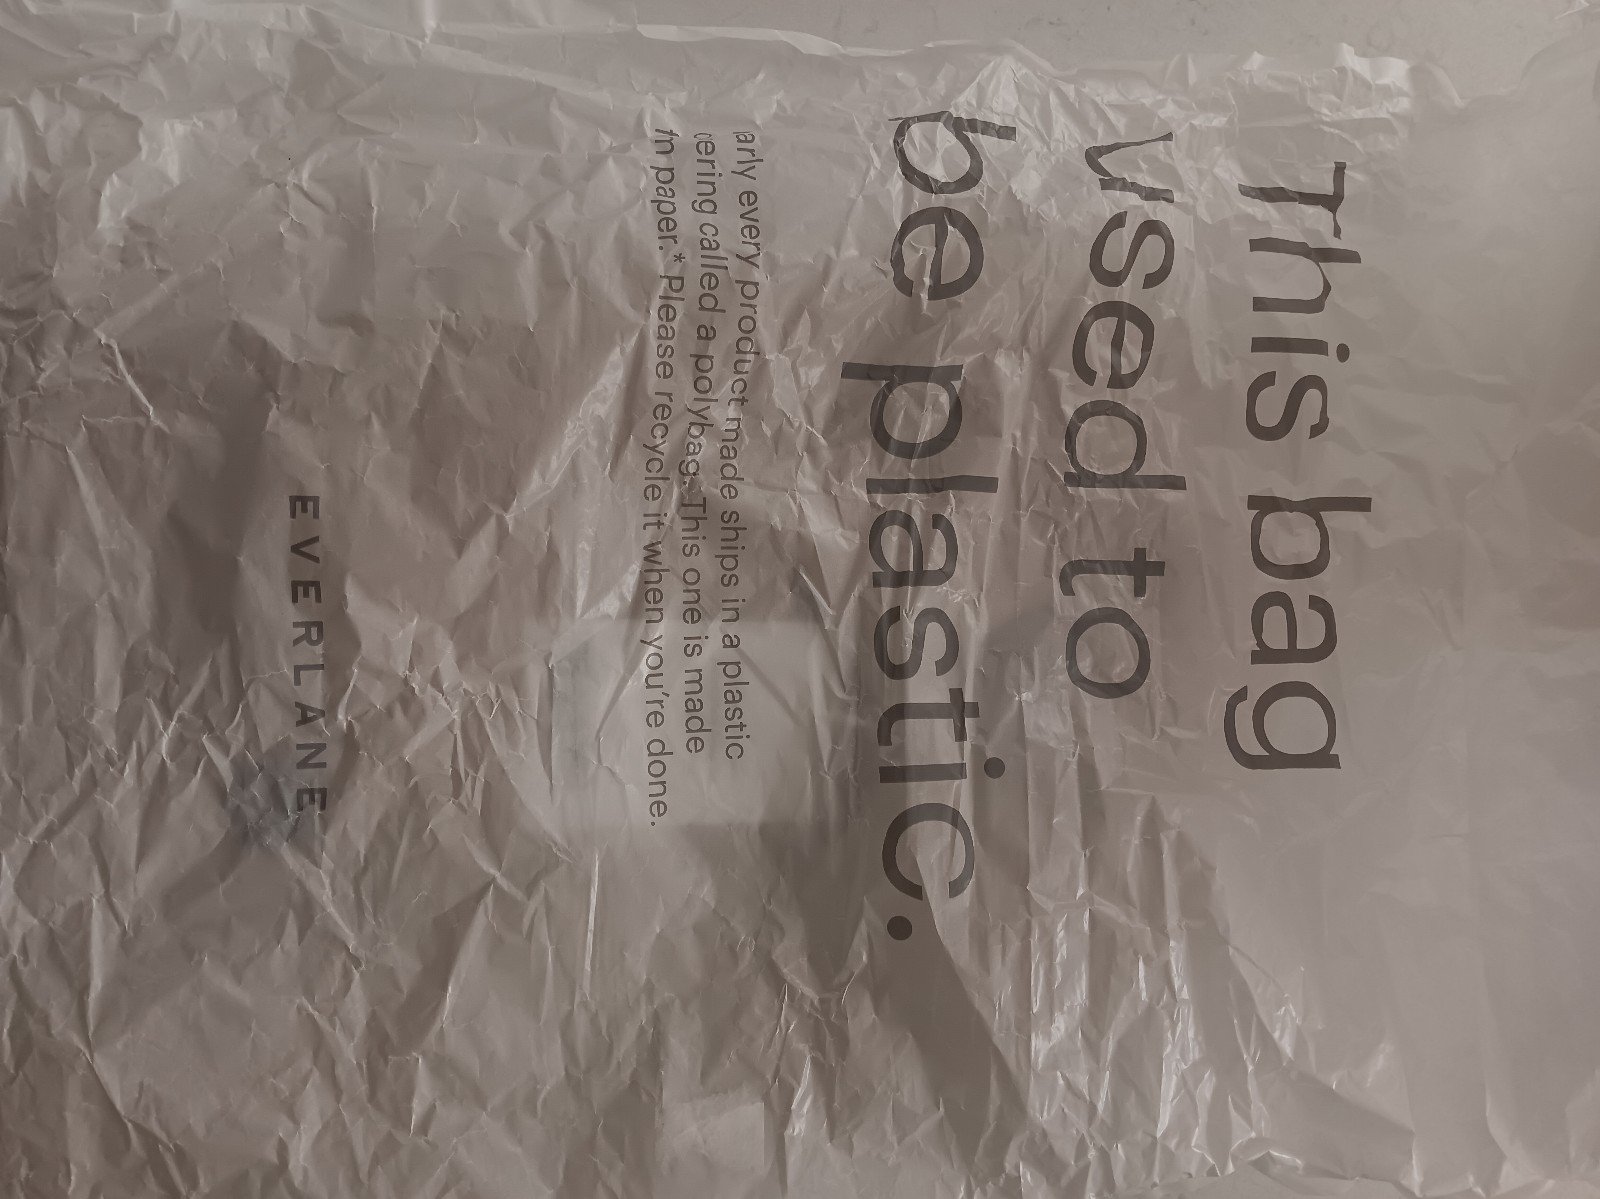 This bag
used to
be plastic.
arly every product made ships in a plastic
ering called a polybag. This one is made
in paper.* Please recycle it when you're done.
EVERLANE